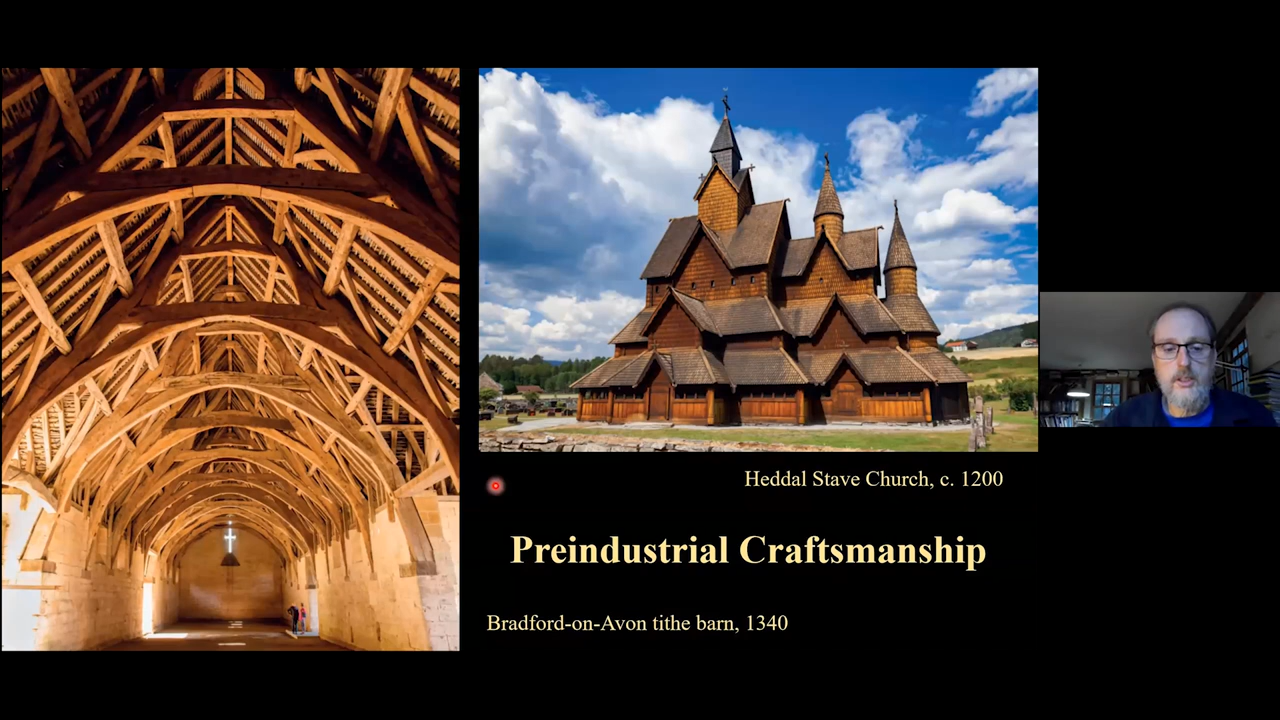 Heddal Stave Church, c. 1200
Preindustrial Craftsmanship
Bradford-on-Avon tithe barn, 1340